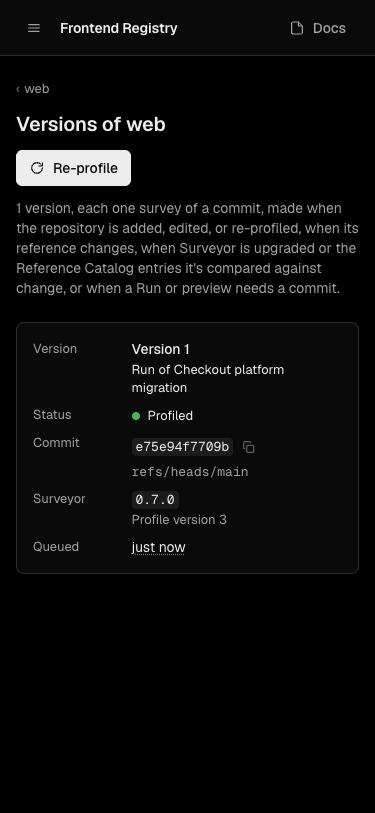 Frontend Registry
Docs
‹ web
Versions of web
Re-profile
1 version, each one survey of a commit, made when
the repository is added, edited, or re-profiled, when its
reference changes, when Surveyor is upgraded or the
Reference Catalog entries it's compared against
change, or when a Run or preview needs a commit.
Version
Version 1
Run of Checkout platform
migration
Status
Profiled
Commit
e75e94f7709b
refs/heads/main
Surveyor
0.7.0
Profile version 3
Queued
just now